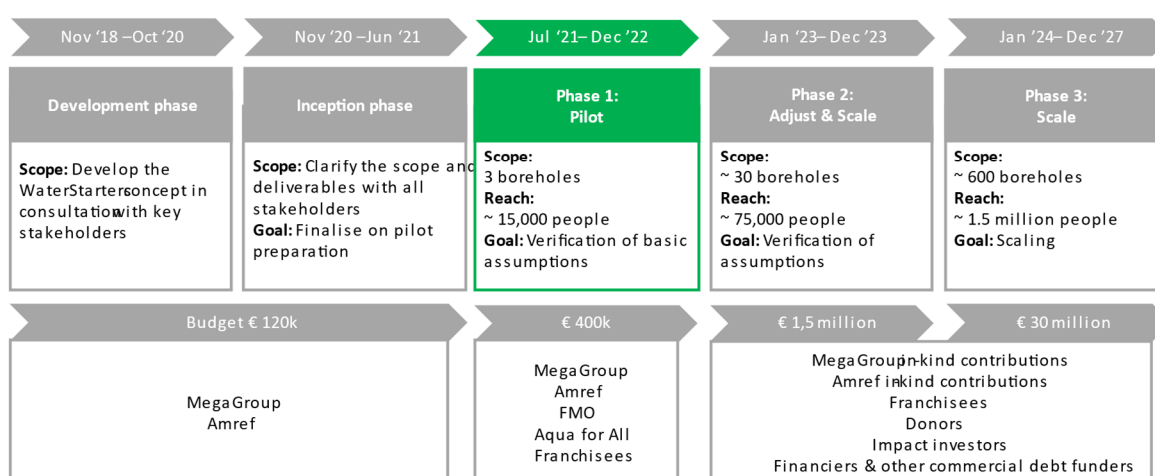 Nov ‘18 –Oct ‘20
Nov ‘20 –Jun ‘21
Jul ‘21– Dec ’22
Jan ‘23– Dec ’23
Jan ’24– Dec ’27
Development phase
Inception phase
Phase 1:
Pilot
Phase 2:
Adjust & Scale
Phase 3:
Scale
Scope: Develop the
WaterStartersoncept in
consultationwith key
stakeholders
Scope: Clarify the scope and
deliverables with all
stakeholders
Goal: Finalise on pilot
preparation
Scope:
3 boreholes
Reach:
~ 15,000 people
Goal: Verification of basic
assumptions
Scope:
~ 30 boreholes
Reach:
~ 75,000 people
Goal: Verification of
assumptions
Scope:
~ 600 boreholes
Reach:
~ 1.5 million people
Goal: Scaling
Budget € 120k
€ 400k
€ 1,5 million
€ 30 million
MegaGroup
Amref
MegaGroup
Amref
FMO
Aqua for All
Franchisees
MegaGroupin-kind contributions
Amref in-kind contributions
Franchisees
Donors
Impact investors
Financiers & other commercial debt funders